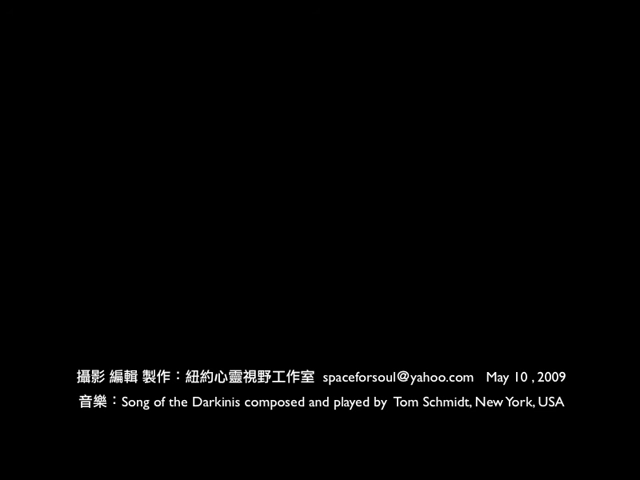 攝影 編輯 製作：紐約心靈視野工作室 spaceforsoul@yahoo.com May 10 , 2009
音樂：Song of the Darkinis composed and played by Tom Schmidt, New York, USA